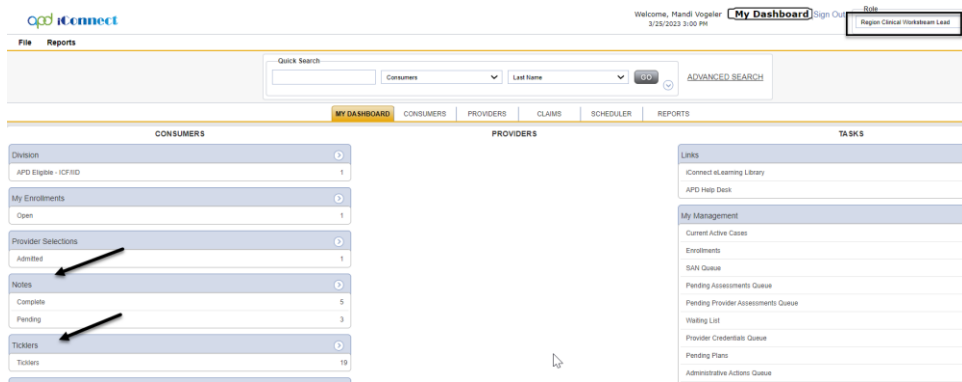 apd iConnect
Welcome, Mandi Vogeler My Dashboard Sign Out
3/25/2023 3:00 PM
Role
Region Clinical Workstream Lead
File Reports
Quick Search
Consumers Last Name GO ADVANCED SEARCH
MY DASHBOARD CONSUMERS PROVIDERS CLAIMS SCHEDULER REPORTS
CONSUMERS
Division
APD Eligible - ICF/IID 1
My Enrollments
Open 1
Provider Selections
Admitted 1
Notes
Complete 5
Pending 3
Ticklers
Ticklers 19
PROVIDERS
TASKS
Links
iConnect eLearning Library
APD Help Desk
My Management
Current Active Cases
Enrollments
SAN Queue
Pending Assessments Queue
Pending Provider Assessments Queue
Waiting List
Provider Credentials Queue
Pending Plans
Administrative Actions Queue